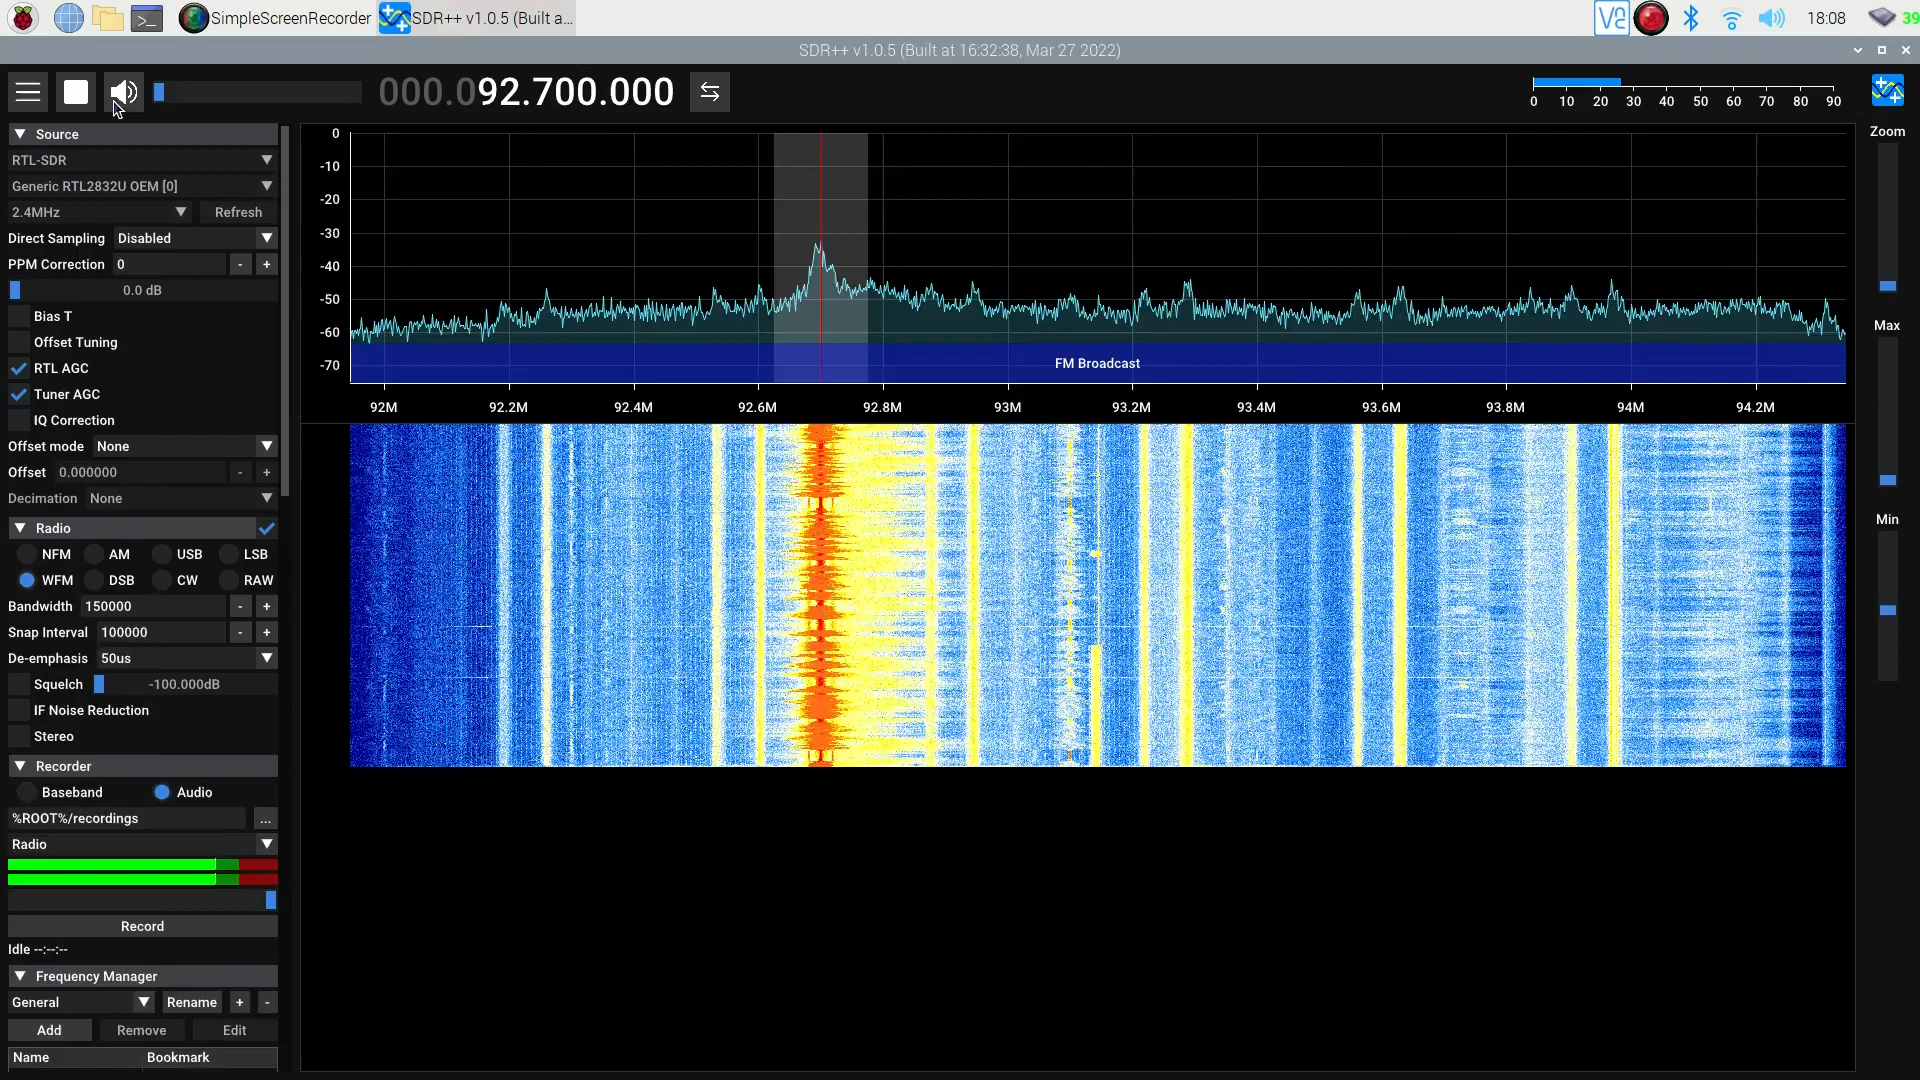 SimpleScreenRecorder
SDR++ v1.0.5 (Built a...
18:08
39
SDR++ v1.0.5 (Built at 16:32:38, Mar 27 2022)
000.092.700.000
0 10 20 30 40 50 60 70 80 90
Source
RTL-SDR
Generic RTL2832U OEM [0]
2.4MHz Refresh
Direct Sampling Disabled
PPM Correction 0 - +
0.0 dB
Bias T
Offset Tuning
RTL AGC
Tuner AGC
IQ Correction
Offset mode None
Offset 0.000000 - +
Decimation None
Radio
NFM AM USB LSB
WFM DSB CW RAW
Bandwidth 150000 - +
Snap Interval 100000 - +
De-emphasis 50us
Squelch -100.000dB
IF Noise Reduction
Stereo
Recorder
Baseband Audio
%ROOT%/recordings ...
Radio
Record
Idle --:--:--
Frequency Manager
General Rename + -
Add Remove Edit
Name Bookmark
0
-10
-20
-30
-40
-50
-60
-70
FM Broadcast
92M 92.2M 92.4M 92.6M 92.8M 93M 93.2M 93.4M 93.6M 93.8M 94M 94.2M
Zoom
Max
Min